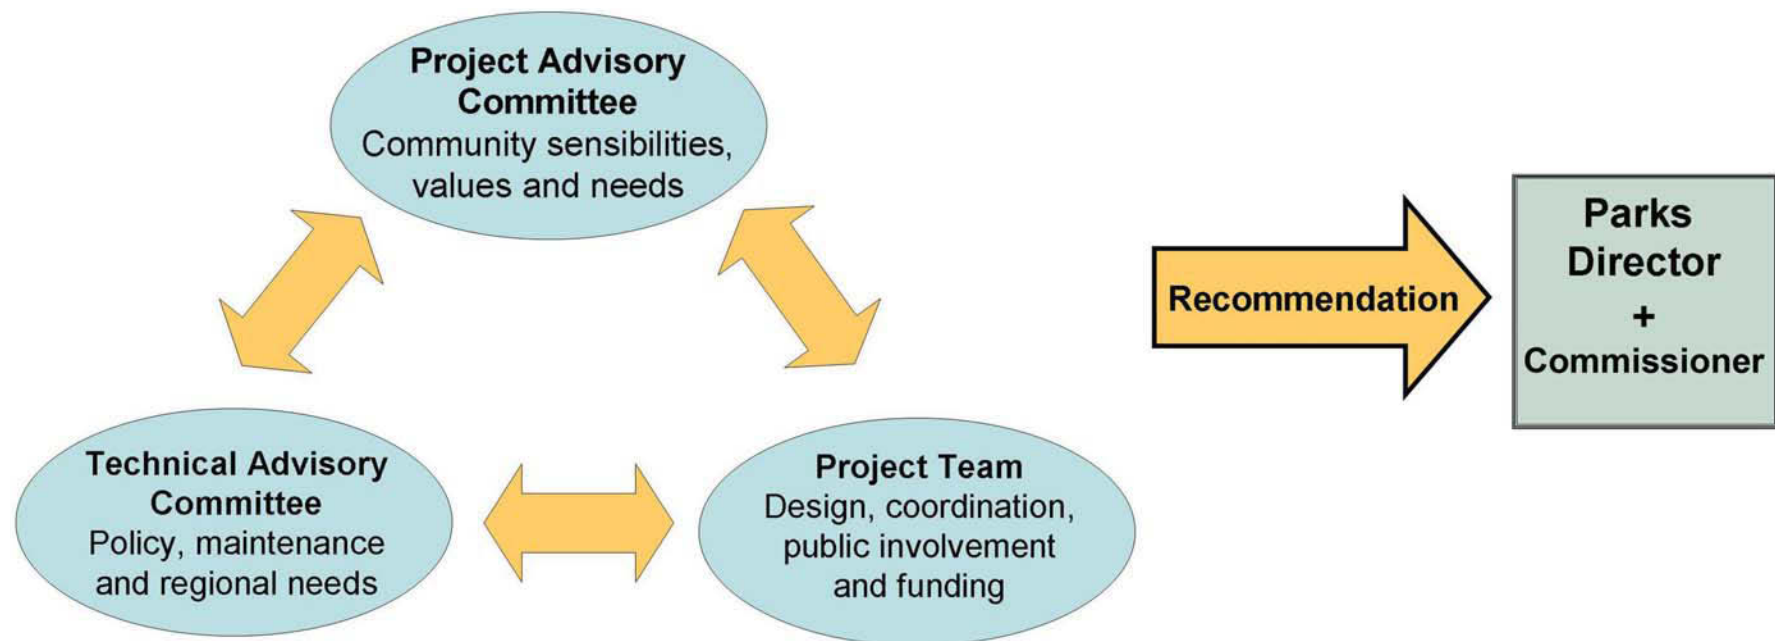 Project Advisory
Committee
Community sensibilities,
values and needs
Technical Advisory
Committee
Policy, maintenance
and regional needs
Project Team
Design, coordination,
public involvement
and funding
Recommendation
Parks
Director
+
Commissioner